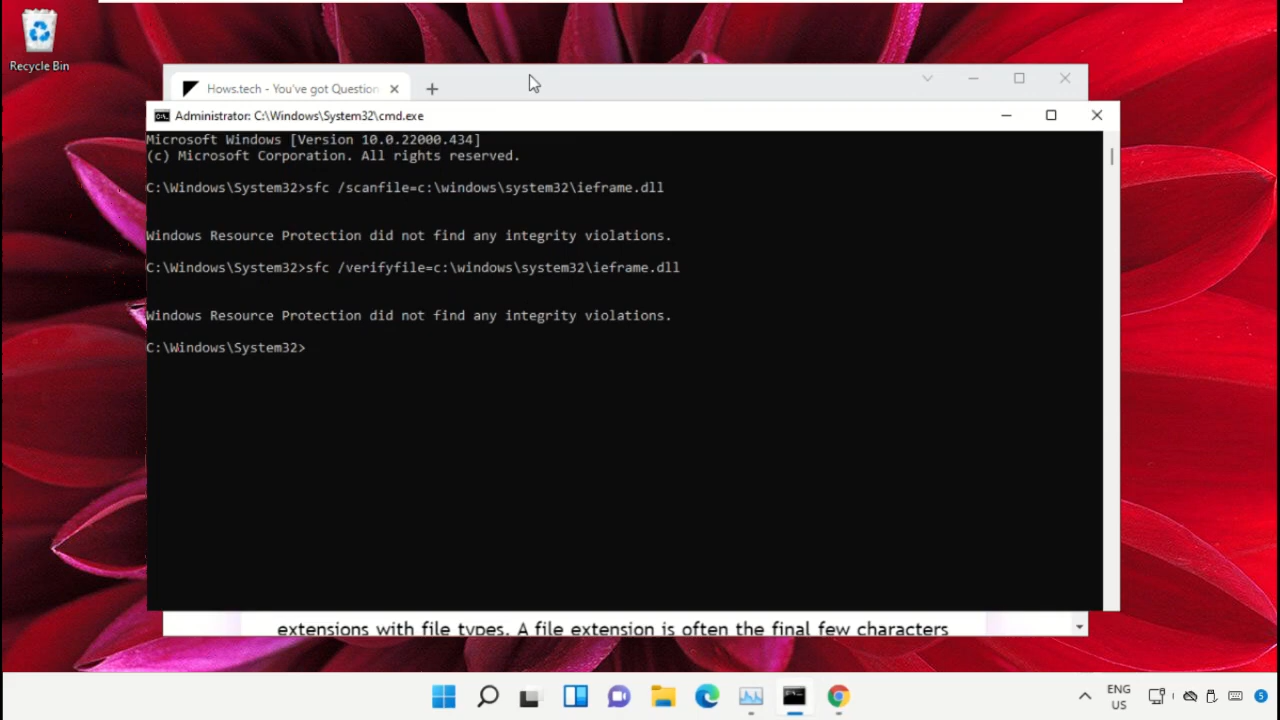 Recycle Bin
Hows.tech - You've got Question
Administrator: C:\Windows\System32\cmd.exe
Microsoft Windows [Version 10.0.22000.434]
(c) Microsoft Corporation. All rights reserved.
C:\Windows\System32>sfc /scanfile=c:\windows\system32\ieframe.dll
Windows Resource Protection did not find any integrity violations.
C:\Windows\System32>sfc /verifyfile=c:\windows\system32\ieframe.dll
Windows Resource Protection did not find any integrity violations.
C:\Windows\System32>
extensions with file types. A file extension is often the final few characters
ENG
US
5